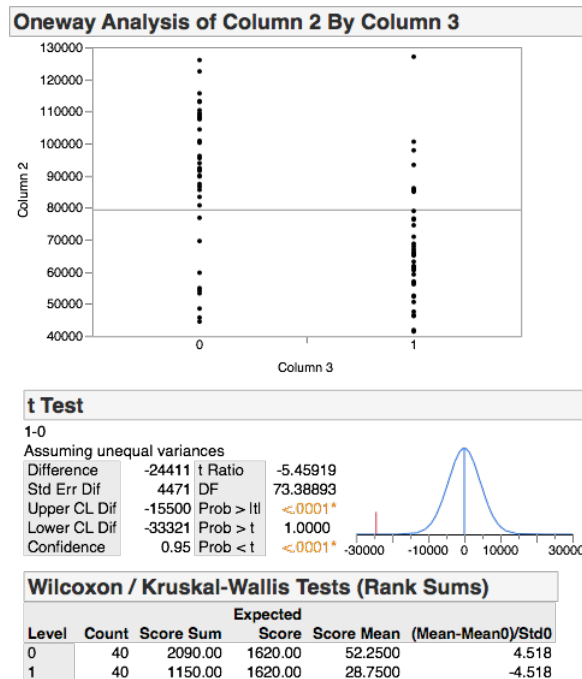 Oneway Analysis of Column 2 By Column 3
130000
120000
110000
100000
90000
80000
70000
60000
50000
40000
Column 2
0 1
Column 3
t Test
1-0
Assuming unequal variances
Difference -24411 t Ratio -5.45919
Std Err Dif 4471 DF 73.38893
Upper CL Dif -15500 Prob > |t| <.0001*
Lower CL Dif -33321 Prob > t 1.0000
Confidence 0.95 Prob < t <.0001*
-30000 -10000 0 10000 30000
Wilcoxon / Kruskal-Wallis Tests (Rank Sums)
Expected
Level Count Score Sum Score Score Mean (Mean-Mean0)/Std0
0 40 2090.00 1620.00 52.2500 4.518
1 40 1150.00 1620.00 28.7500 -4.518